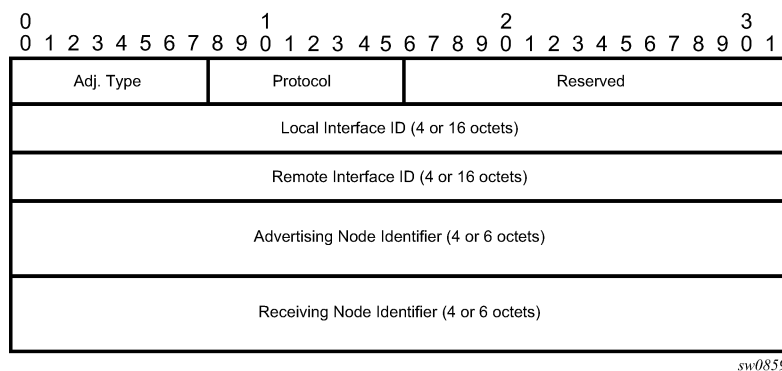 0 1 2 3
0 1 2 3 4 5 6 7 8 9 0 1 2 3 4 5 6 7 8 9 0 1 2 3 4 5 6 7 8 9 0 1
Adj. Type Protocol Reserved
Local Interface ID (4 or 16 octets)
Remote Interface ID (4 or 16 octets)
Advertising Node Identifier (4 or 6 octets)
Receiving Node Identifier (4 or 6 octets)
sw0859